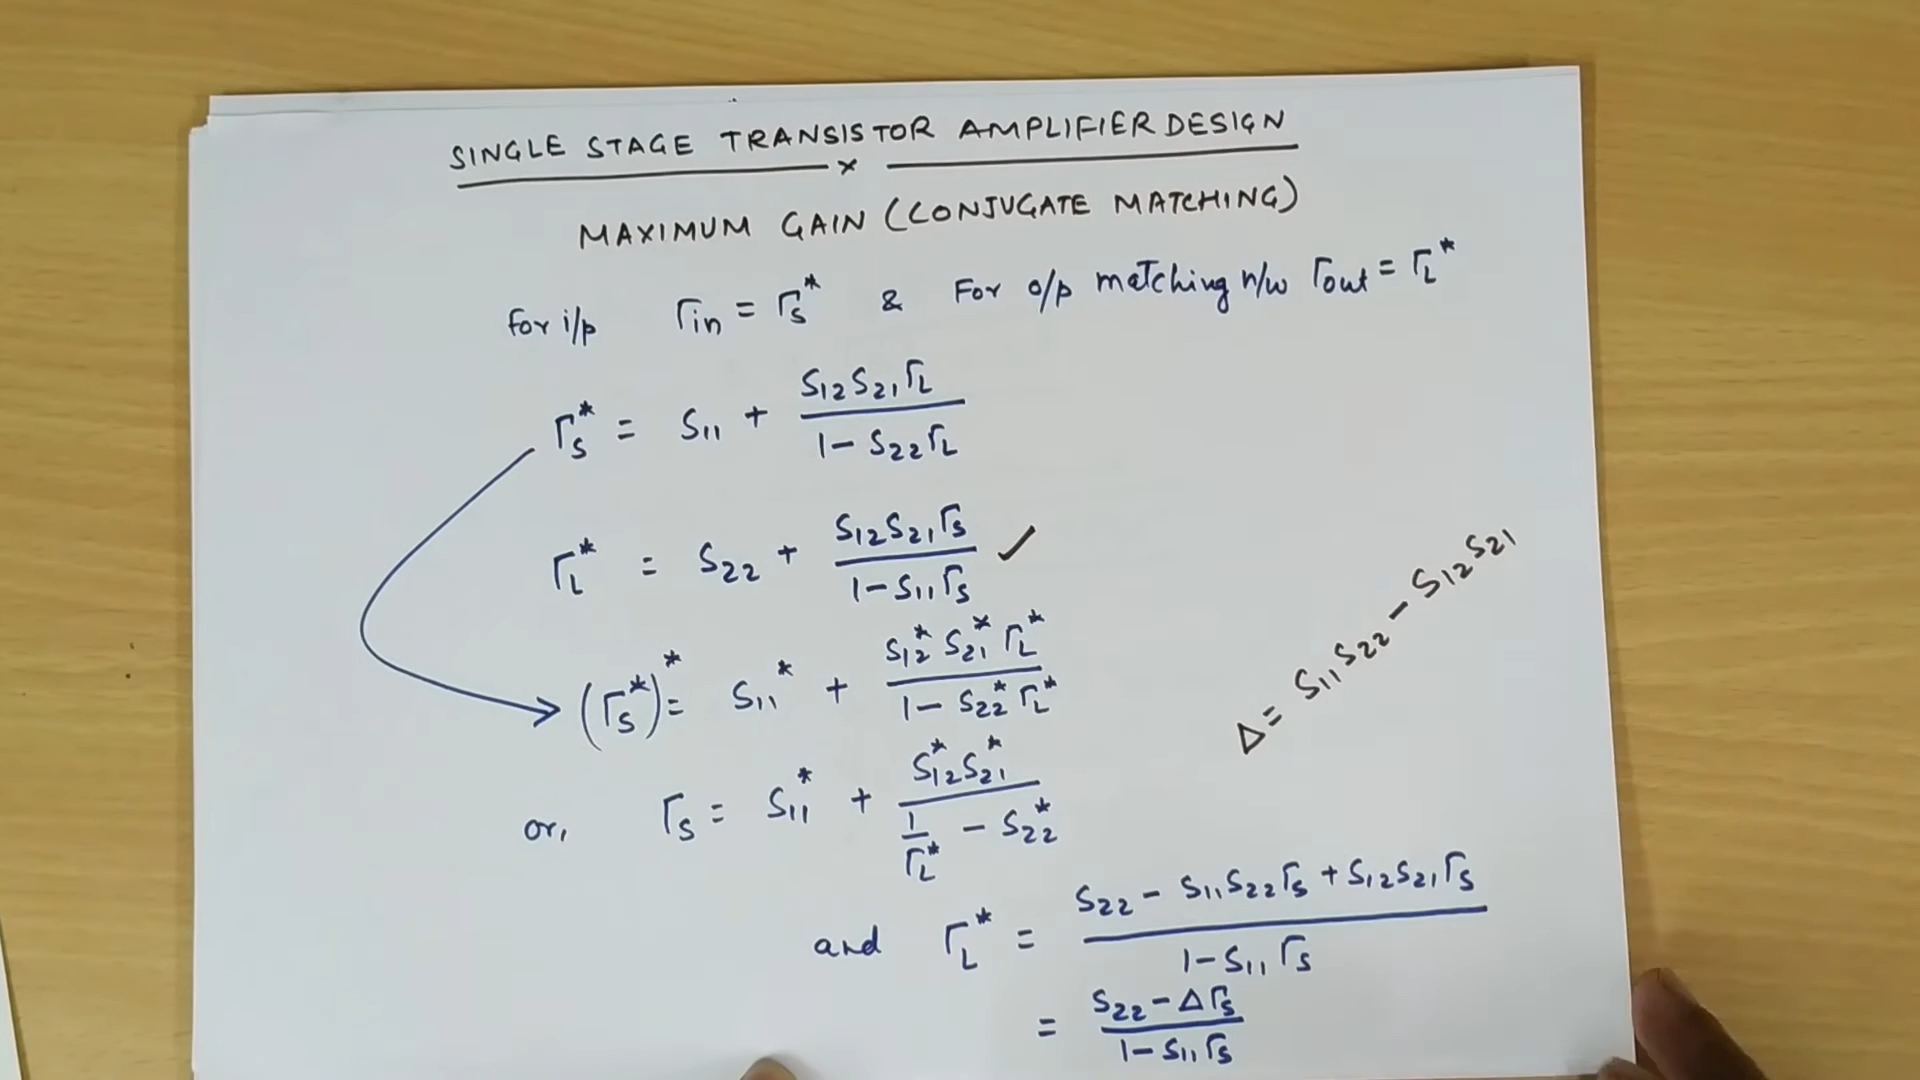 SINGLE STAGE TRANSISTOR AMPLIFIER DESIGN
x
MAXIMUM GAIN (CONJUGATE MATCHING)
For i/p Γin = ΓS* & For o/p matching n/w Γout = ΓL*
ΓS* = S11 + S12S21ΓL / 1 - S22ΓL
ΓL* = S22 + S12S21ΓS / 1 - S11ΓS ✓
(ΓS*)* = S11* + S12* S21* ΓL* / 1 - S22* ΓL*
Δ = S11S22 - S12S21
or, ΓS = S11* + S12* S21* / 1/ΓL* - S22*
and ΓL* = S22 - S11S22ΓS + S12S21ΓS / 1 - S11ΓS
= S22 - ΔΓS / 1 - S11ΓS